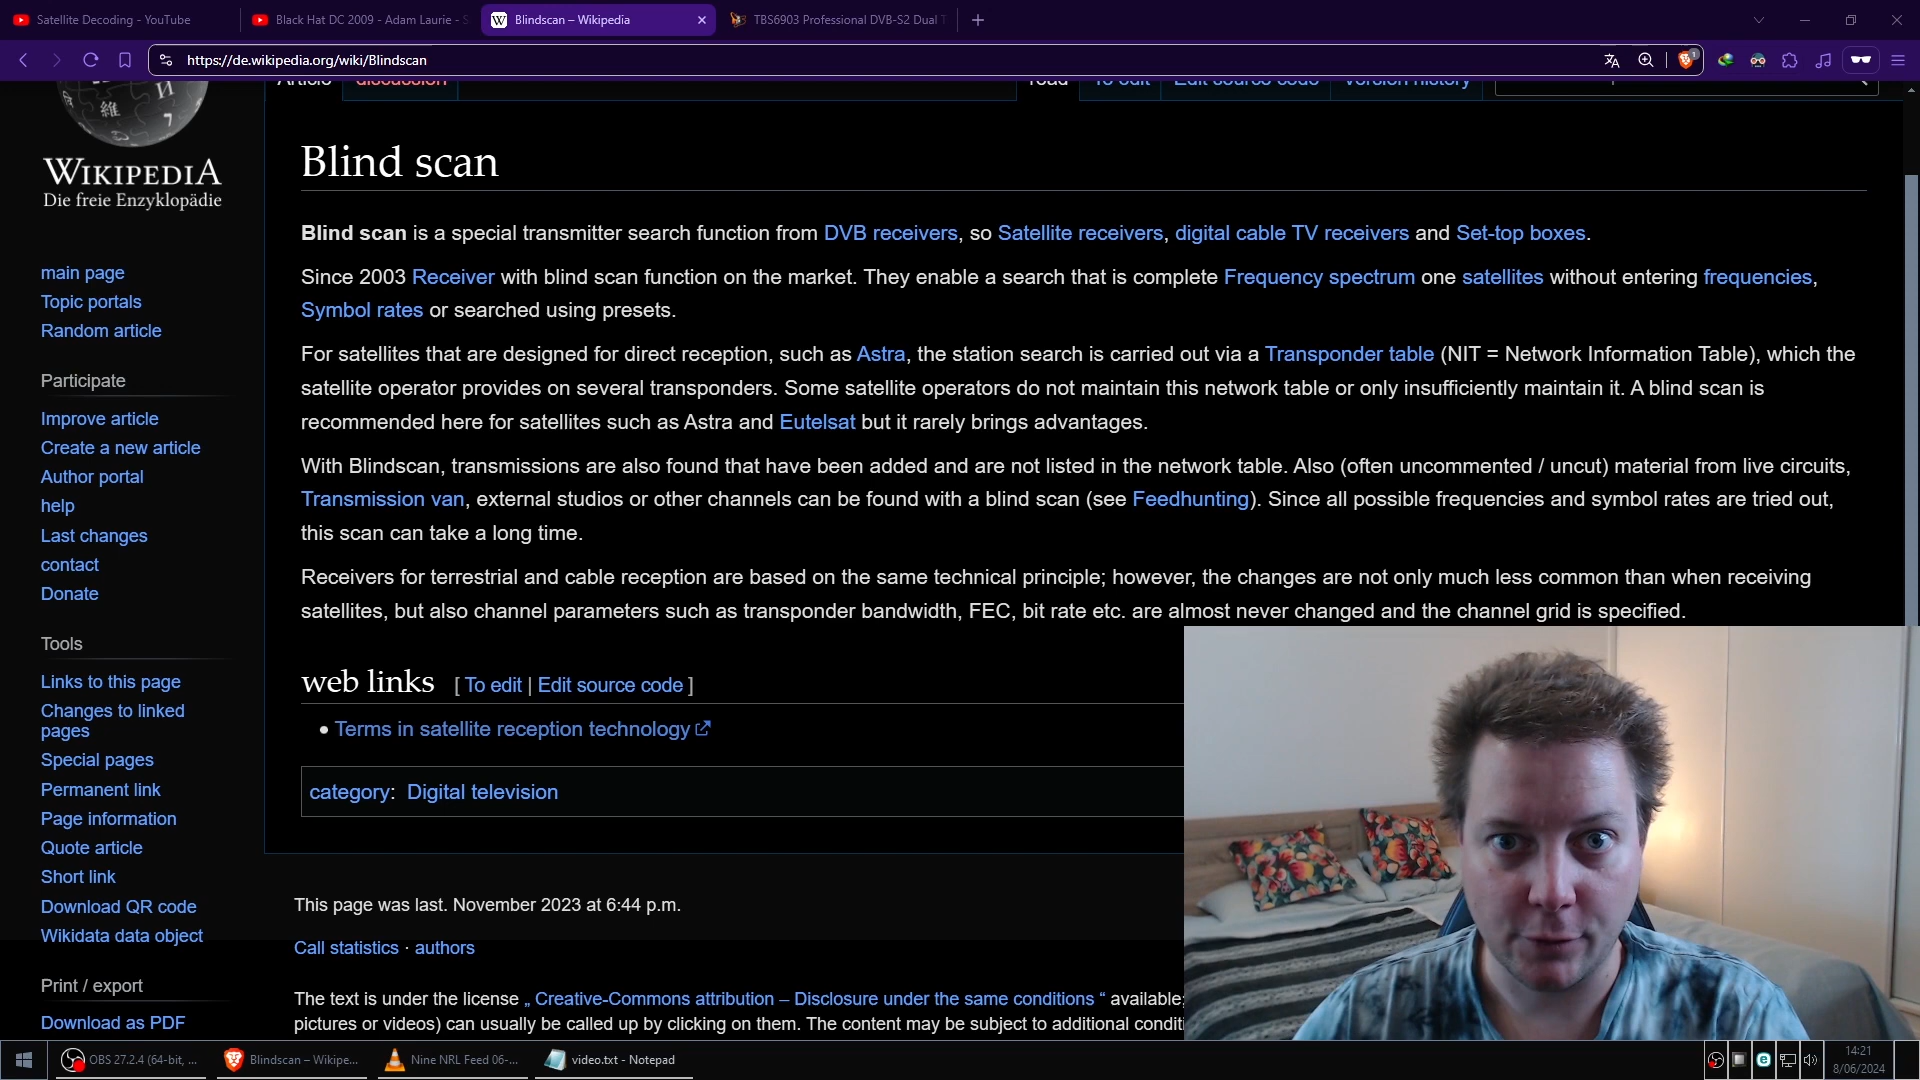 Satellite Decoding - YouTube
Black Hat DC 2009 - Adam Laurie - S
Blindscan – Wikipedia
TBS6903 Professional DVB-S2 Dual T
https://de.wikipedia.org/wiki/Blindscan
1
Article
discussion
read
To edit
Edit source code
Version history
WIKIPEDIA
Die freie Enzyklopädie
main page
Topic portals
Random article
Participate
Improve article
Create a new article
Author portal
help
Last changes
contact
Donate
Tools
Links to this page
Changes to linked
pages
Special pages
Permanent link
Page information
Quote article
Short link
Download QR code
Wikidata data object
Print / export
Download as PDF
Blind scan
Blind scan is a special transmitter search function from DVB receivers, so Satellite receivers, digital cable TV receivers and Set-top boxes.
Since 2003 Receiver with blind scan function on the market. They enable a search that is complete Frequency spectrum one satellites without entering frequencies,
Symbol rates or searched using presets.
For satellites that are designed for direct reception, such as Astra, the station search is carried out via a Transponder table (NIT = Network Information Table), which the
satellite operator provides on several transponders. Some satellite operators do not maintain this network table or only insufficiently maintain it. A blind scan is
recommended here for satellites such as Astra and Eutelsat but it rarely brings advantages.
With Blindscan, transmissions are also found that have been added and are not listed in the network table. Also (often uncommented / uncut) material from live circuits,
Transmission van, external studios or other channels can be found with a blind scan (see Feedhunting). Since all possible frequencies and symbol rates are tried out,
this scan can take a long time.
Receivers for terrestrial and cable reception are based on the same technical principle; however, the changes are not only much less common than when receiving
satellites, but also channel parameters such as transponder bandwidth, FEC, bit rate etc. are almost never changed and the channel grid is specified.
web links [ To edit | Edit source code ]
• Terms in satellite reception technology
category: Digital television
This page was last. November 2023 at 6:44 p.m.
Call statistics · authors
The text is under the license „ Creative-Commons attribution – Disclosure under the same conditions “ available;
pictures or videos) can usually be called up by clicking on them. The content may be subject to additional conditi
OBS 27.2.4 (64-bit, ...
Blindscan – Wikipe...
Nine NRL Feed 06-...
video.txt - Notepad
14:21
8/06/2024